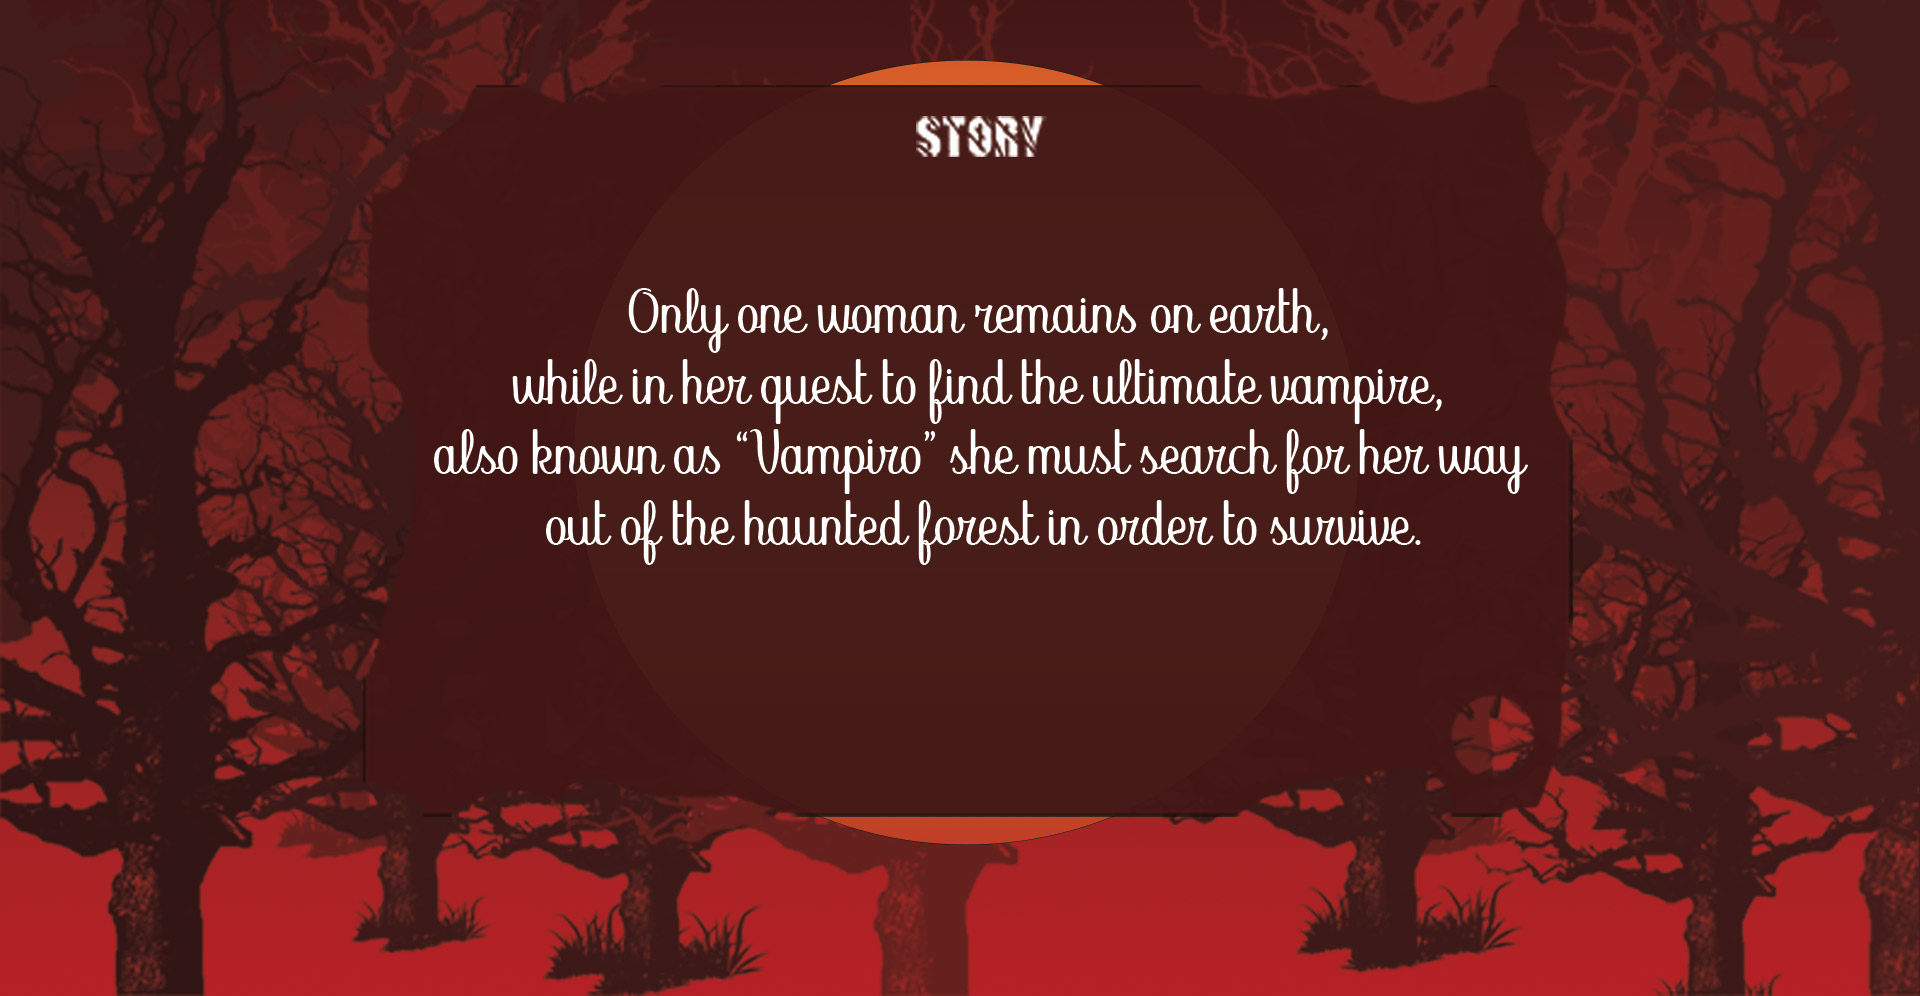 STORY
Only one woman remains on earth,
while in her quest to find the ultimate vampire,
also known as “Vampiro” she must search for her way
out of the haunted forest in order to survive.